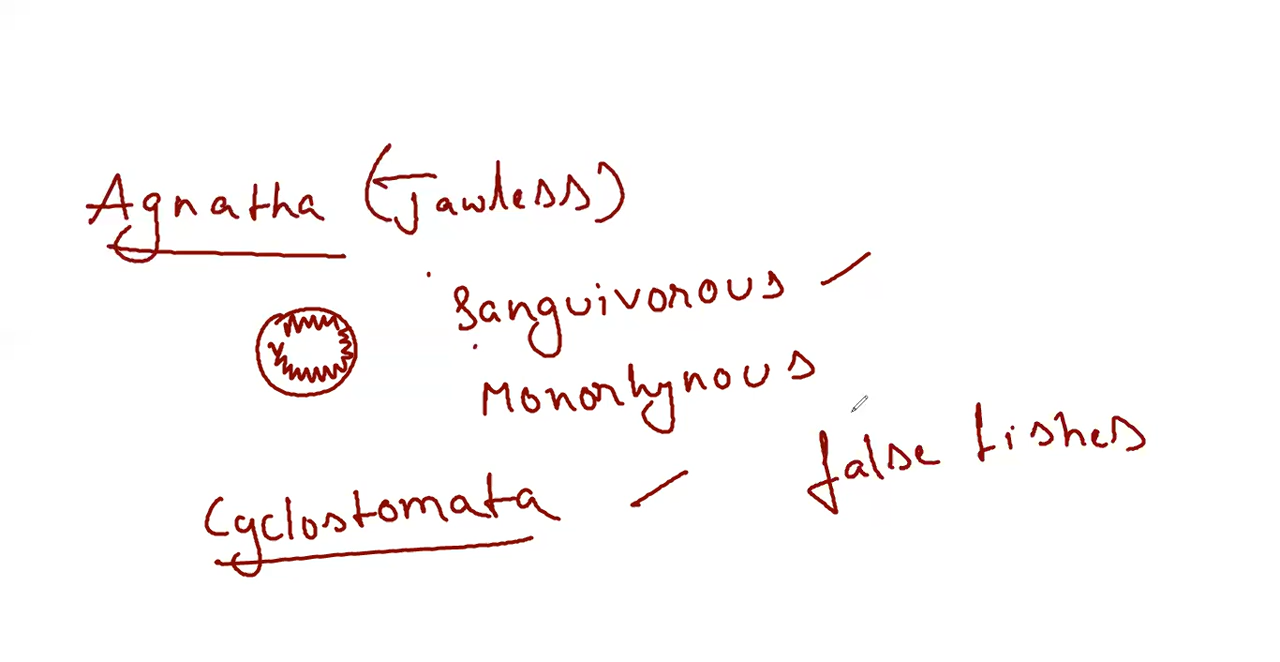 Agnatha (Jawless)
Sanguivorous
Monorhynous
false fishes
Cyclostomata